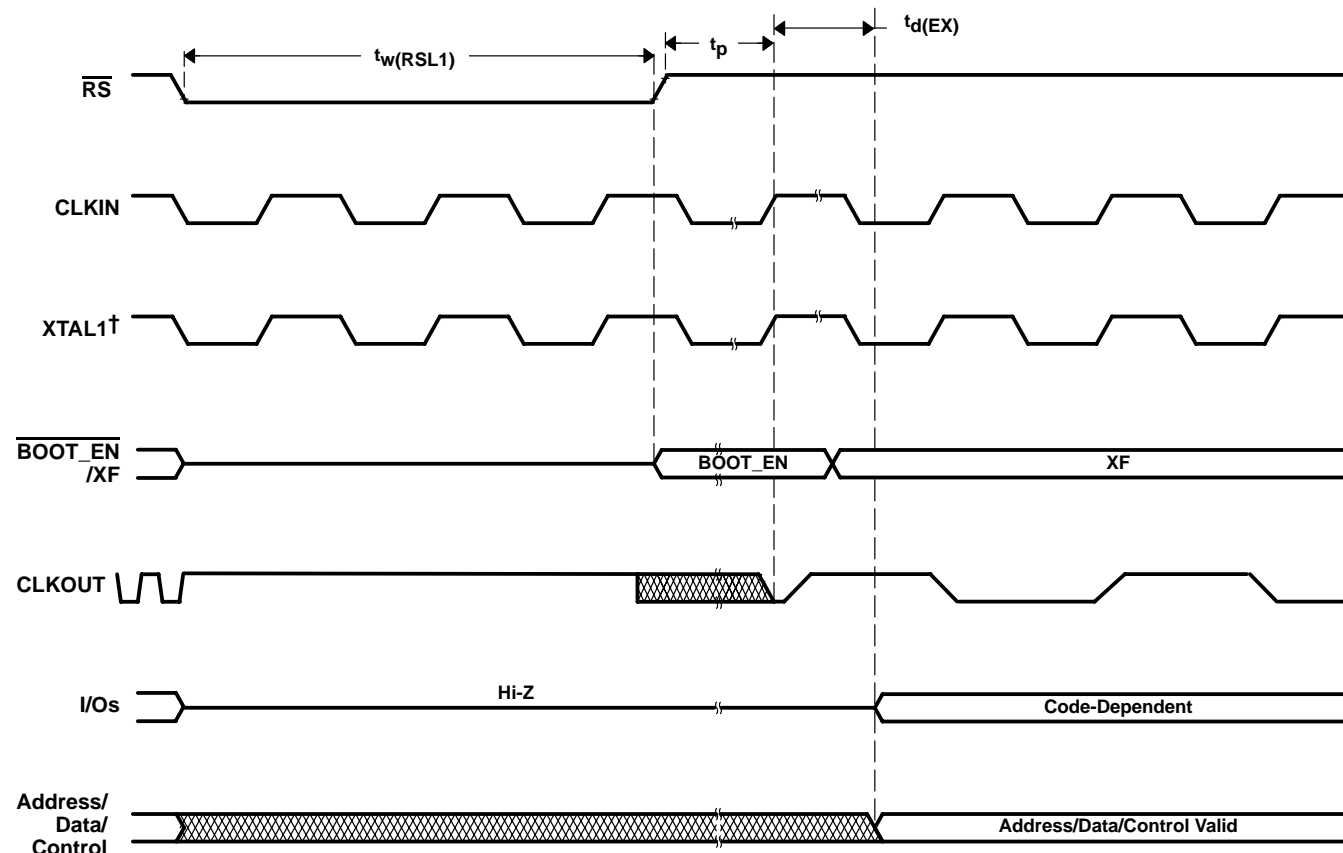 td(EX)
tw(RSL1)
tp
RS
CLKIN
XTAL1†
BOOT_EN
/XF
BOOT_EN
XF
CLKOUT
I/Os
Hi-Z
Code-Dependent
Address/
Data/
Control
Address/Data/Control Valid